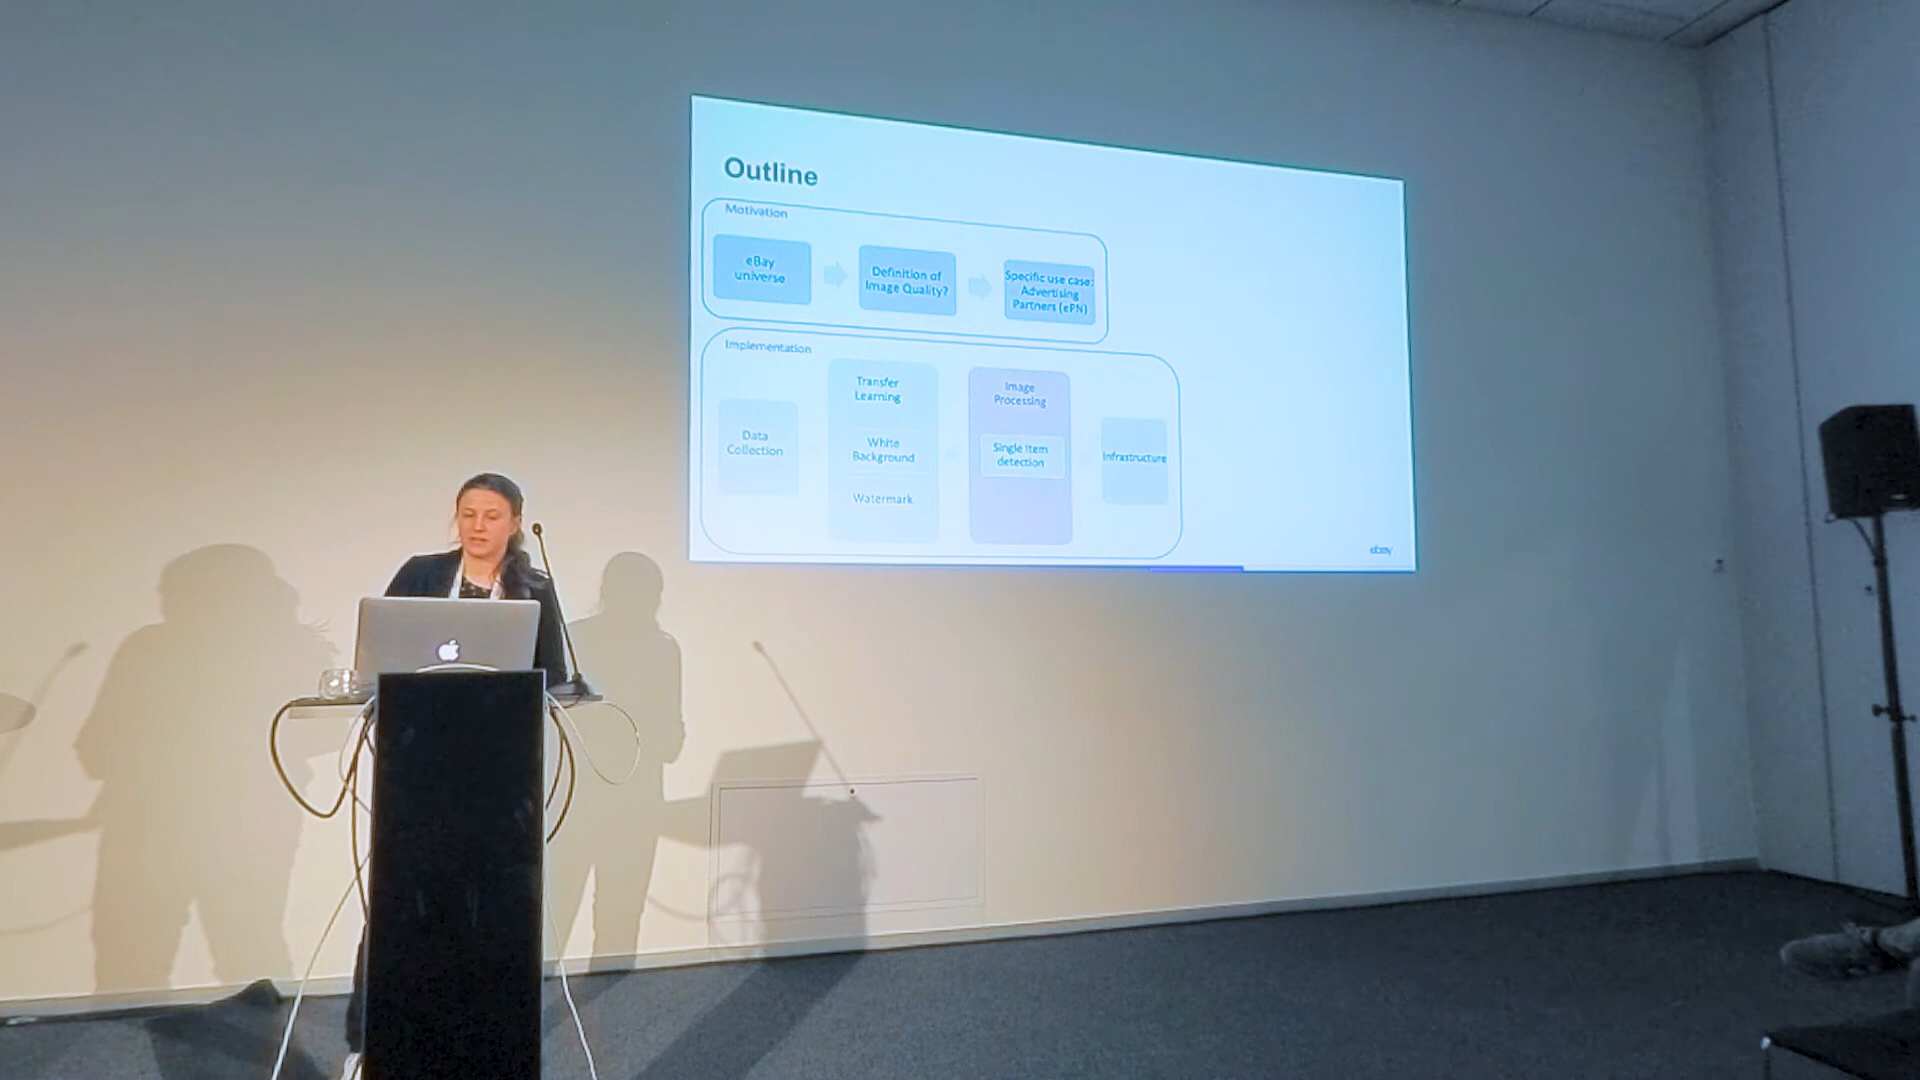 Outline
Motivation
eBay
universe
Definition of
Image Quality?
Specific use case:
Advertising
Partners (ePN)
Implementation
Data
Collection
Transfer
Learning
White
Background
Watermark
Image
Processing
Single item
detection
Infrastructure
ebay